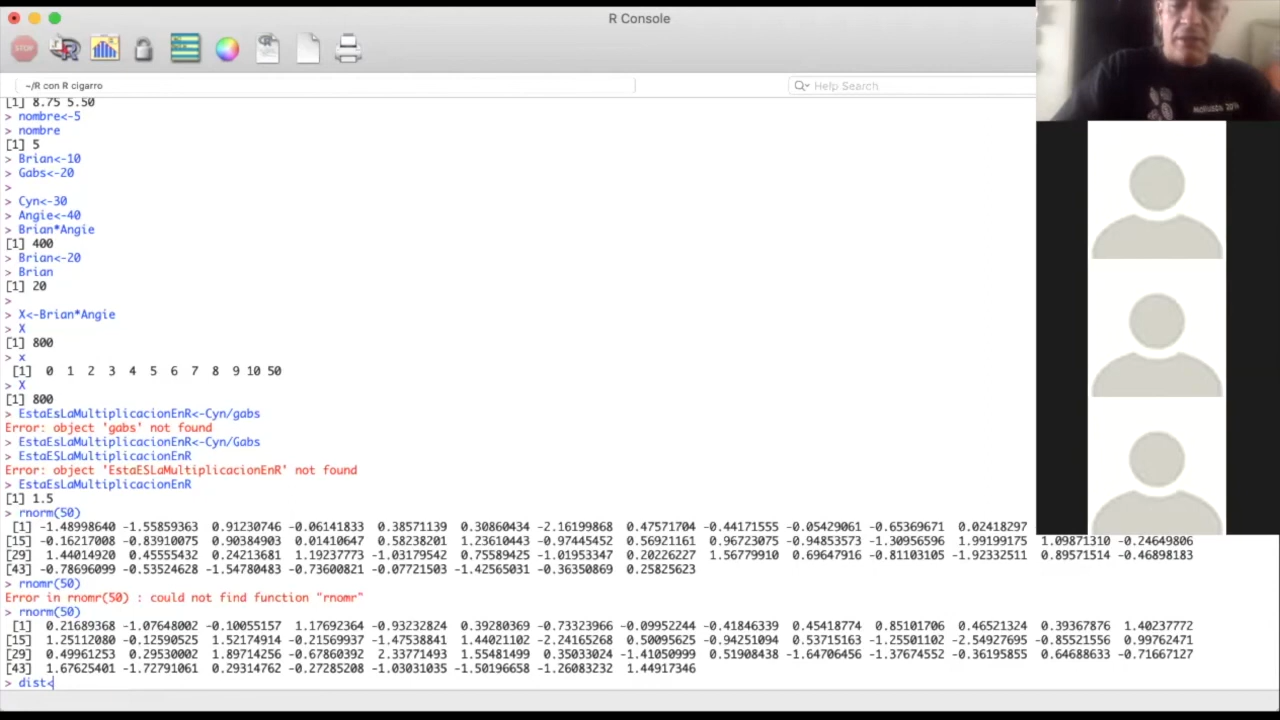 R Console
STOP
~/R con R cigarro
Help Search
[1] 8.75 5.50
> nombre<-5
> nombre
[1] 5
> Brian<-10
> Gabs<-20
>
> Cyn<-30
> Angie<-40
> Brian*Angie
[1] 400
> Brian<-20
> Brian
[1] 20
>
> X<-Brian*Angie
> X
[1] 800
> x
[1] 0 1 2 3 4 5 6 7 8 9 10 50
> X
[1] 800
> EstaEsLaMultiplicacionEnR<-Cyn/gabs
Error: object 'gabs' not found
> EstaEsLaMultiplicacionEnR<-Cyn/Gabs
> EstaESLaMultiplicacionEnR
Error: object 'EstaESLaMultiplicacionEnR' not found
> EstaEsLaMultiplicacionEnR
[1] 1.5
> rnorm(50)
[1] -1.48998640 -1.55859363 0.91230746 -0.06141833 0.38571139 0.30860434 -2.16199868 0.47571704 -0.44171555 -0.05429061 -0.65369671 0.02418297
[15] -0.16217008 -0.83910075 0.90384903 0.01410647 0.58238201 1.23610443 -0.97445452 0.56921161 0.96723075 -0.94853573 -1.30956596 1.99199175 1.09871310 -0.24649806
[29] 1.44014920 0.45555432 0.24213681 1.19237773 -1.03179542 0.75589425 -1.01953347 0.20226227 1.56779910 0.69647916 -0.81103105 -1.92332511 0.89571514 -0.46898183
[43] -0.78696099 -0.53524628 -1.54780483 -0.73600821 -0.07721503 -1.42565031 -0.36350869 0.25825623
> rnomr(50)
Error in rnomr(50) : could not find function "rnomr"
> rnorm(50)
[1] 0.21689368 -1.07648002 -0.10055157 1.17692364 -0.93232824 0.39280369 -0.73323966 -0.09952244 -0.41846339 0.45418774 0.85101706 0.46521324 0.39367876 1.40237772
[15] 1.25112080 -0.12590525 1.52174914 -0.21569937 -1.47538841 1.44021102 -2.24165268 0.50095625 -0.94251094 0.53715163 -1.25501102 -2.54927695 -0.85521556 0.99762471
[29] 0.49961253 0.29530002 1.89714256 -0.67860392 2.33771493 1.55481499 0.35033024 -1.41050999 0.51908438 -1.64706456 -1.37674552 -0.36195855 0.64688633 -0.71667127
[43] 1.67625401 -1.72791061 0.29314762 -0.27285208 -1.03031035 -1.50196658 -1.26083232 1.44917346
> dist<